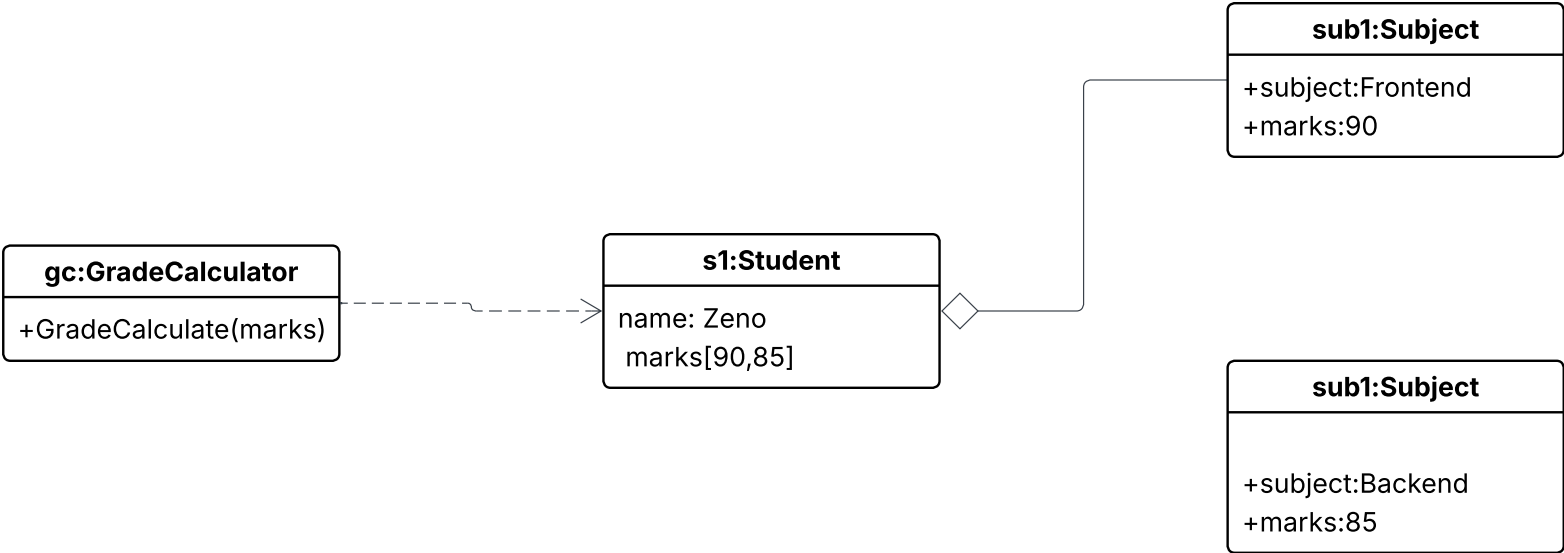 gc:GradeCalculator
+GradeCalculate(marks)
s1:Student
name: Zeno
marks[90,85]
sub1:Subject
+subject:Frontend
+marks:90
sub1:Subject
+subject:Backend
+marks:85